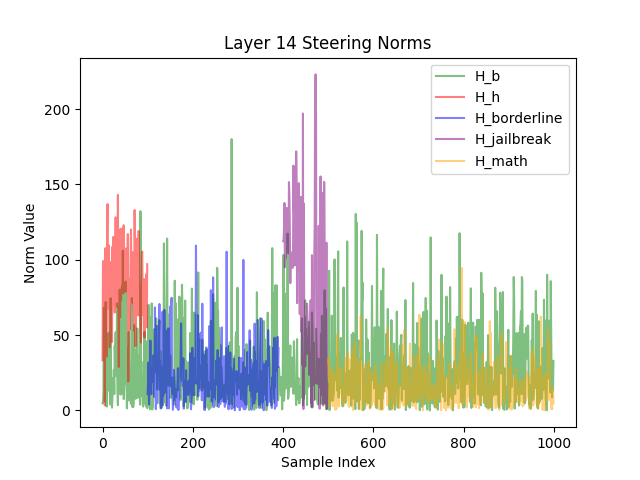 Layer 14 Steering Norms
H_b
H_h
H_borderline
H_jailbreak
H_math
Norm Value
200
150
100
50
0
0
200
400
600
800
1000
Sample Index